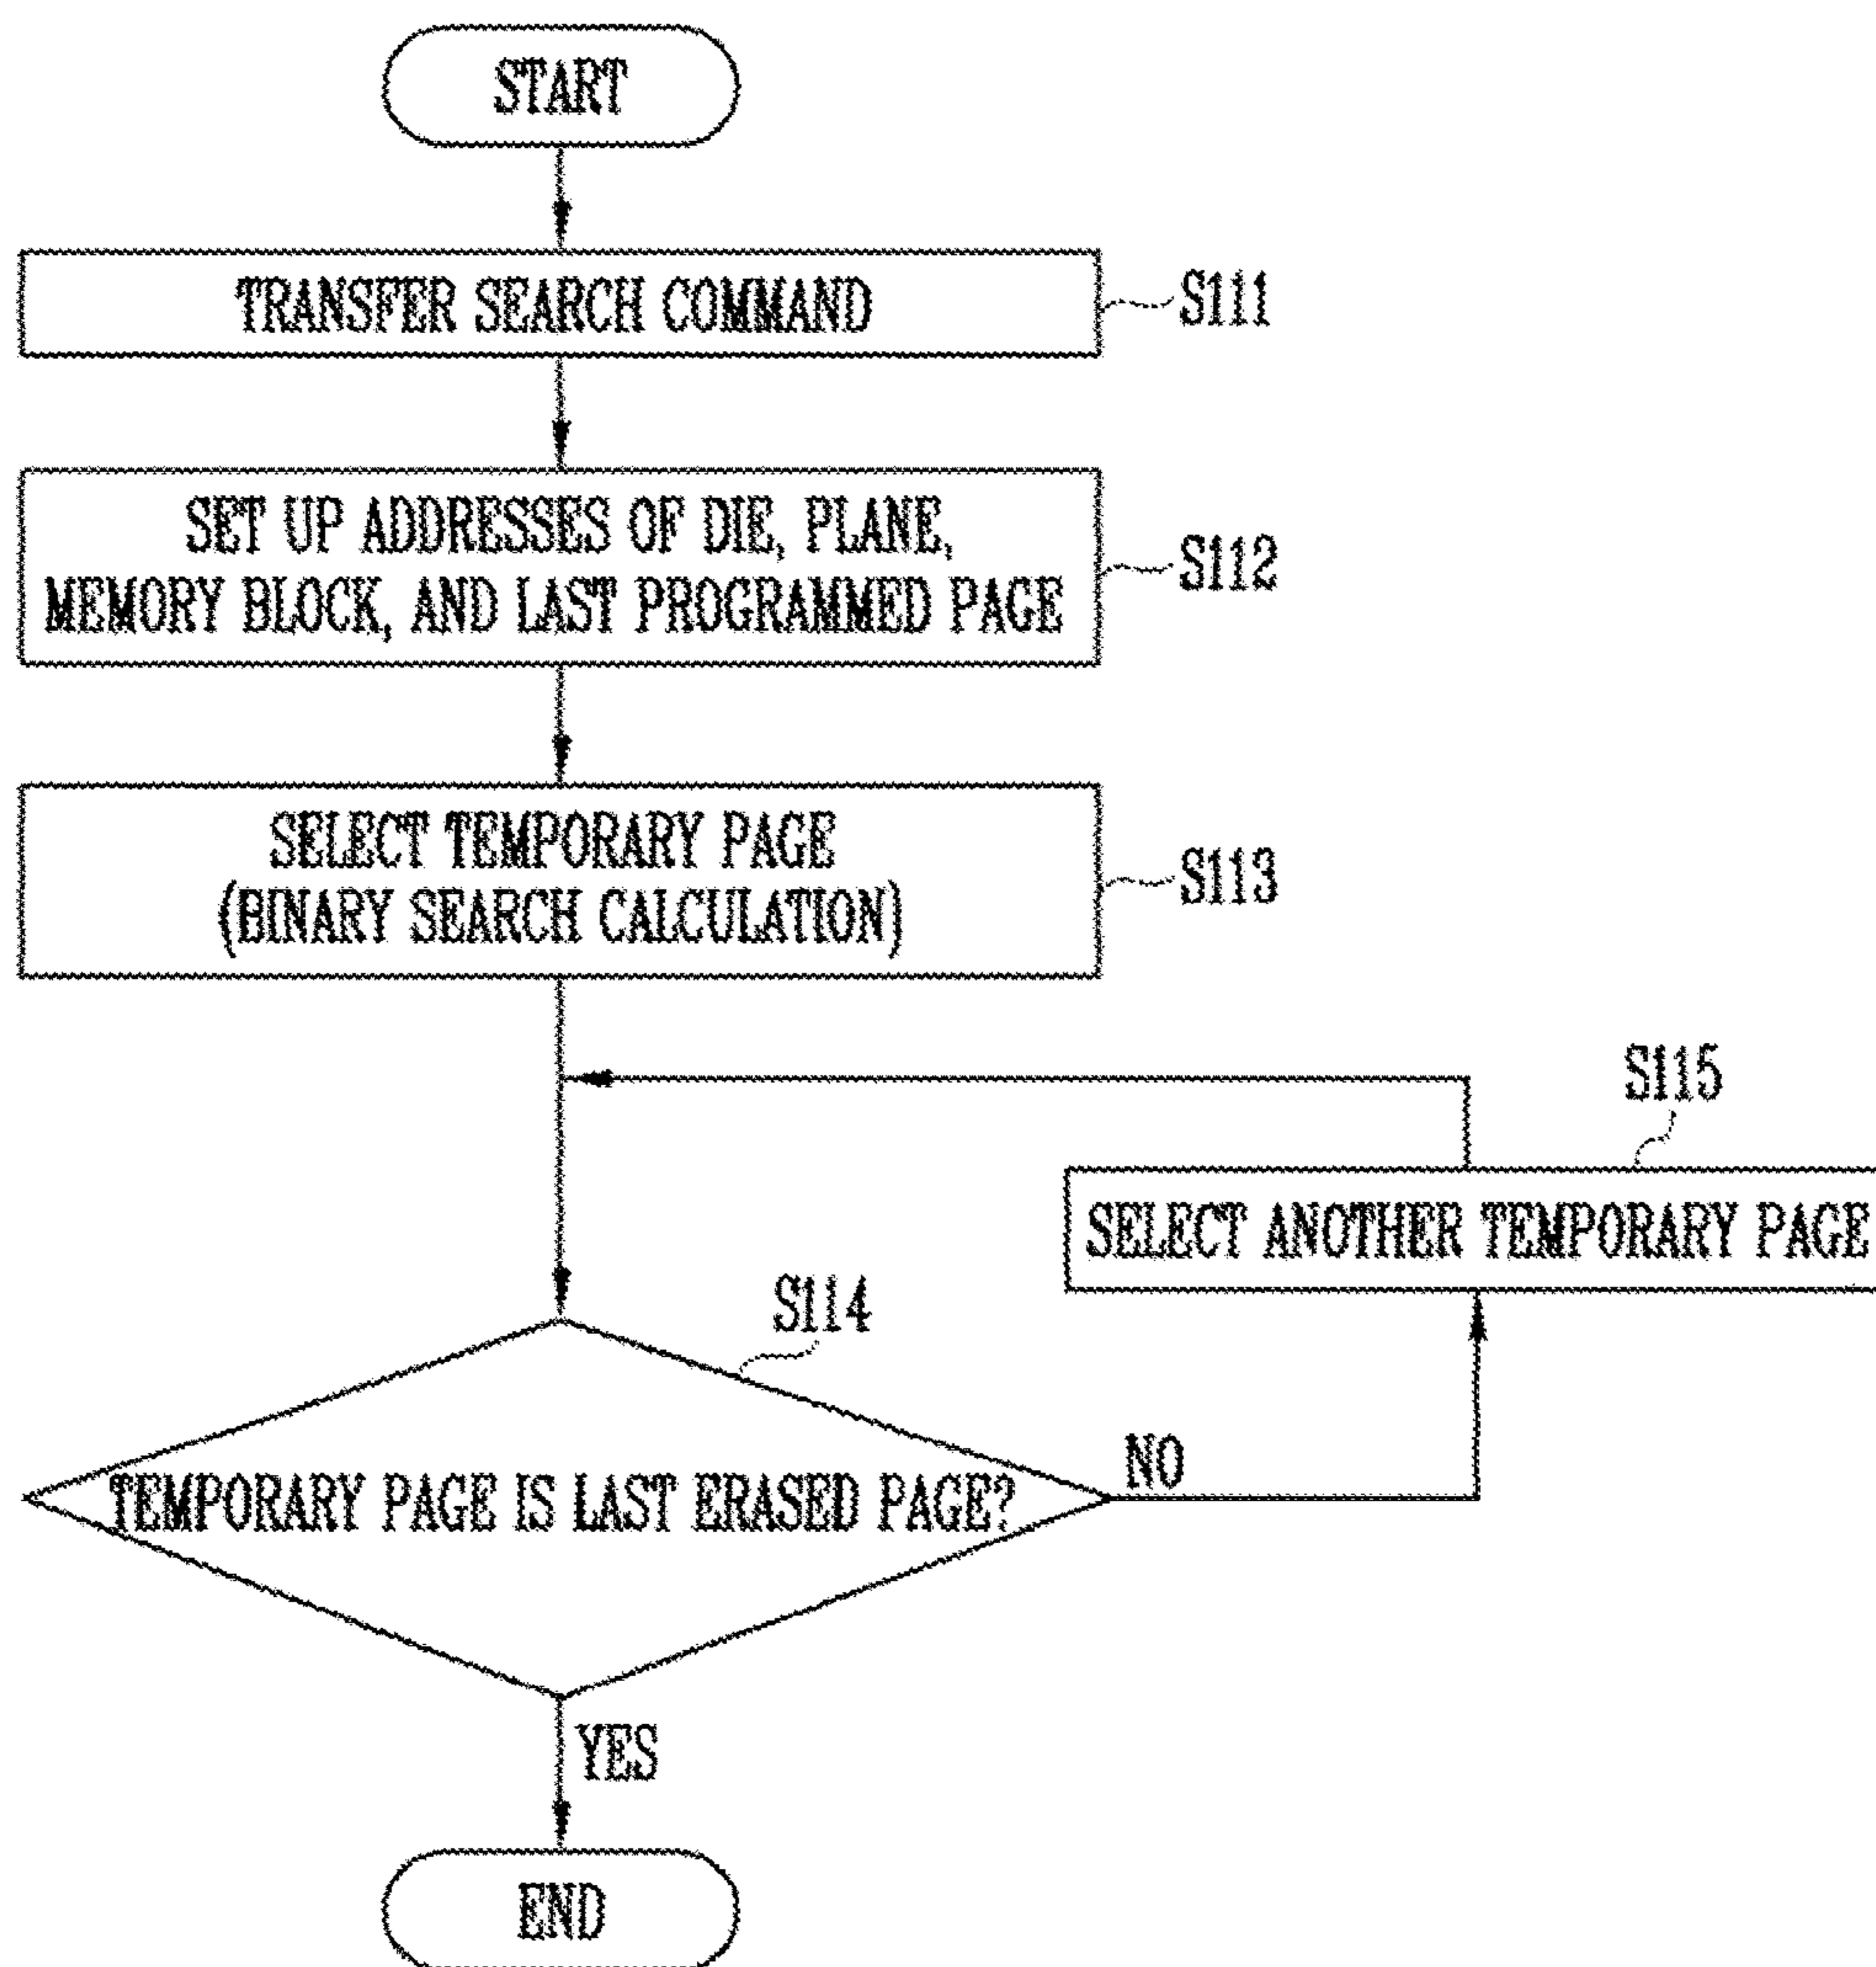 START
TRANSFER SEARCH COMMAND
S111
SET UP ADDRESSES OF DIE, PLANE,
MEMORY BLOCK, AND LAST PROGRAMMED PAGE
S112
SELECT TEMPORARY PAGE
(BINARY SEARCH CALCULATION)
S113
S115
SELECT ANOTHER TEMPORARY PAGE
S114
TEMPORARY PAGE IS LAST ERASED PAGE?
NO
YES
END